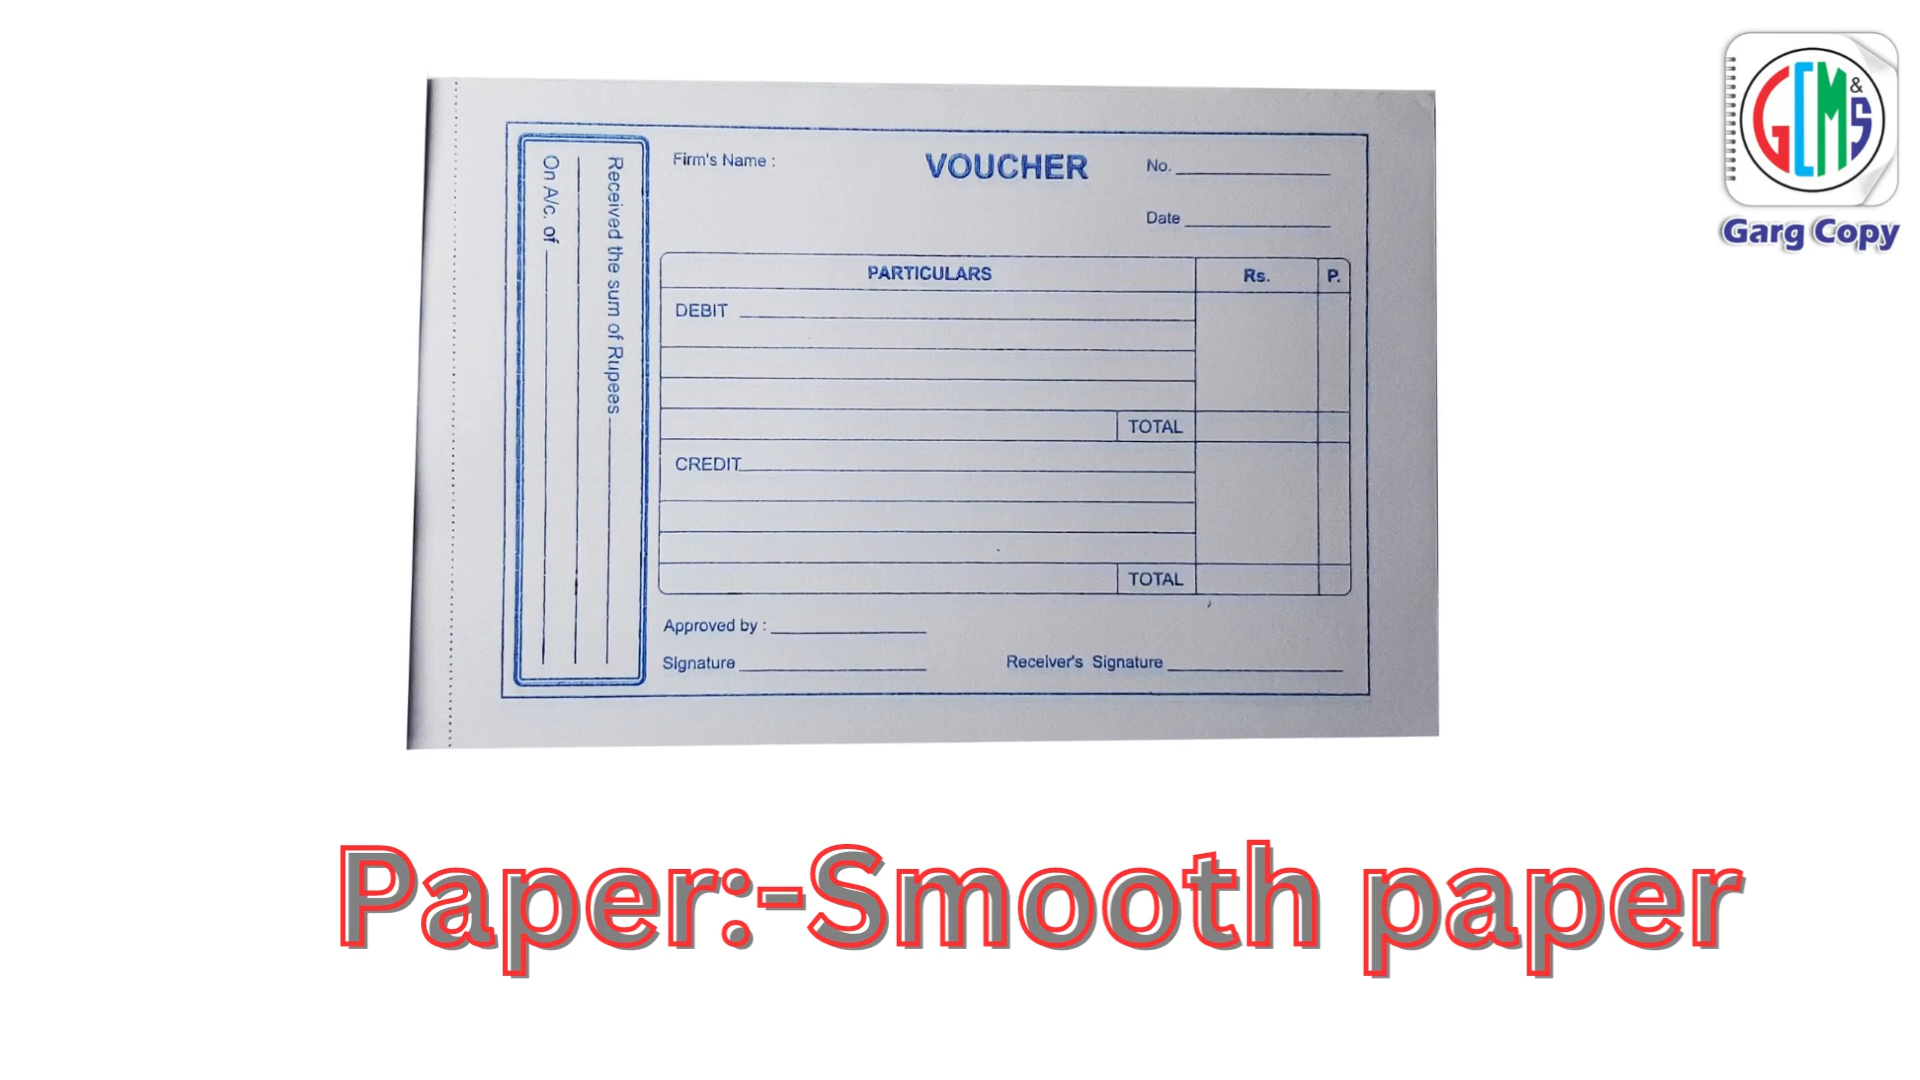 Firm's Name :
VOUCHER
No.
Date
Received the sum of Rupees
On A/c. of
PARTICULARS
Rs.
P.
DEBIT
TOTAL
CREDIT
TOTAL
Approved by :
Signature
Receiver's Signature
GCM&S
Garg Copy
Paper:-Smooth paper